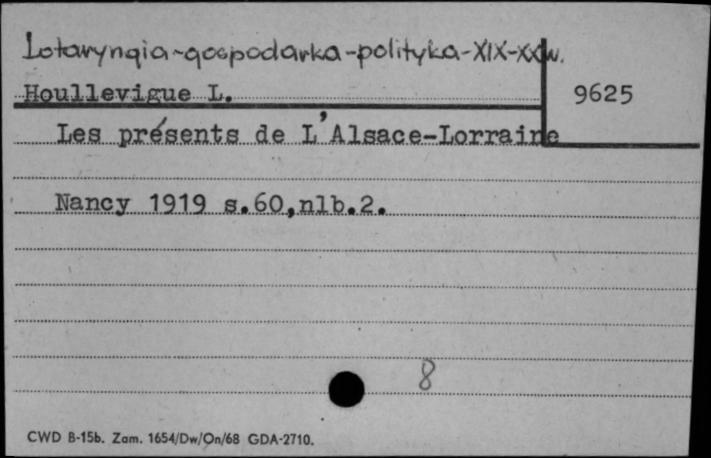 Lotaryngia-gospodarka-polityka-XIX-XXw.
Houllevigue L.
9625
Les présents de L'Alsace-Lorraine
Nancy 1919 s.60,nlb.2.
8
CWD B-15b. Zam. 1654/Dw/On/68 GDA-2710.